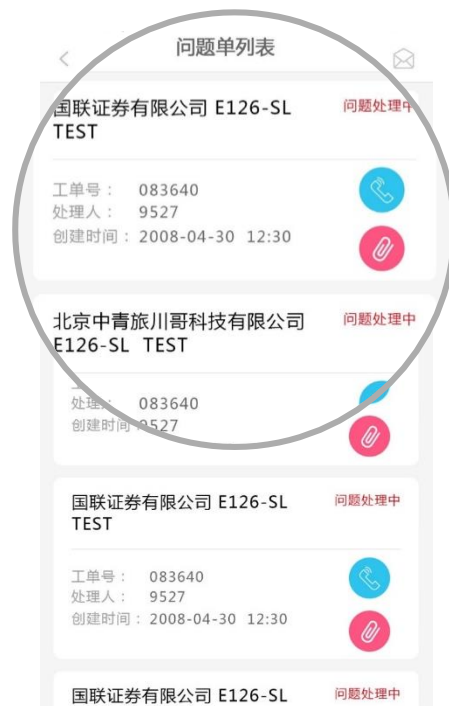 问题单列表
国联证券有限公司 E126-SL
TEST
问题处理中
工单号： 083640
处理人： 9527
创建时间： 2008-04-30 12:30
北京中青旅川哥科技有限公司
E126-SL TEST
问题处理中
083640
处理人： 9527
创建时间
国联证券有限公司 E126-SL
TEST
问题处理中
工单号： 083640
处理人： 9527
创建时间： 2008-04-30 12:30
国联证券有限公司 E126-SL
问题处理中